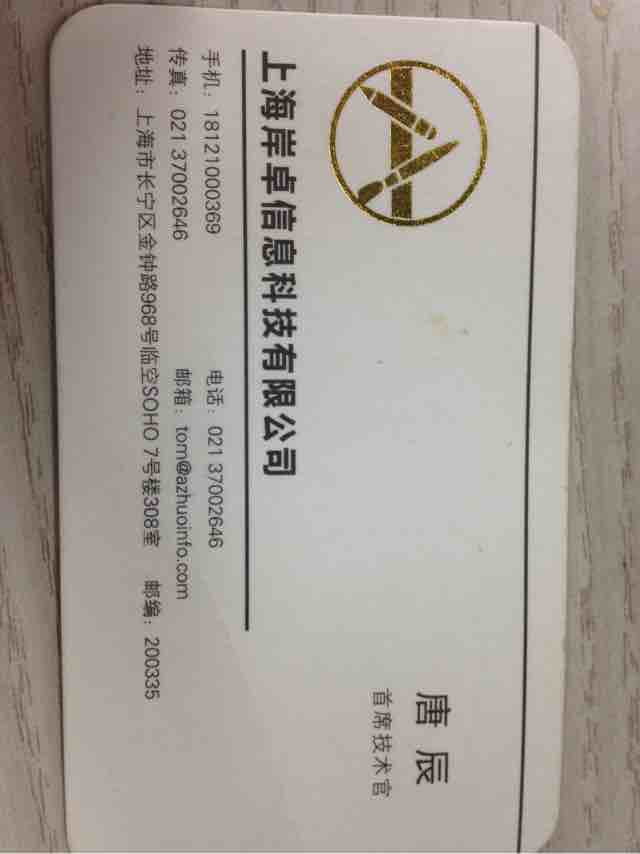 唐辰
首席技术官
上海岸卓信息科技有限公司
手机：18121000369 电话：021 37002646
传真：021 37002646 邮箱：tom@azhuoinfo.com
地址：上海市长宁区金钟路968号临空SOHO 7号楼308室 邮编：200335